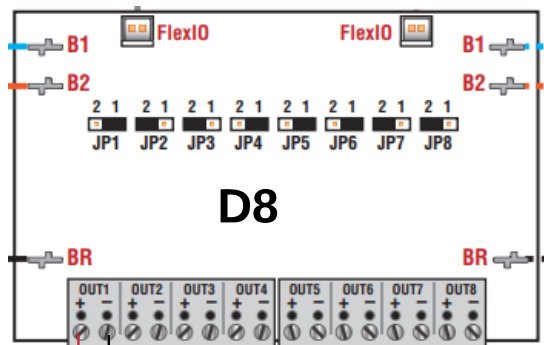 FlexIO FlexIO
B1 B1
B2 B2
2 1 2 1 2 1 2 1 2 1 2 1 2 1 2 1
JP1 JP2 JP3 JP4 JP5 JP6 JP7 JP8
D8
BR BR
OUT1 OUT2 OUT3 OUT4 OUT5 OUT6 OUT7 OUT8
+ − + − + − + − + − + − + − + −